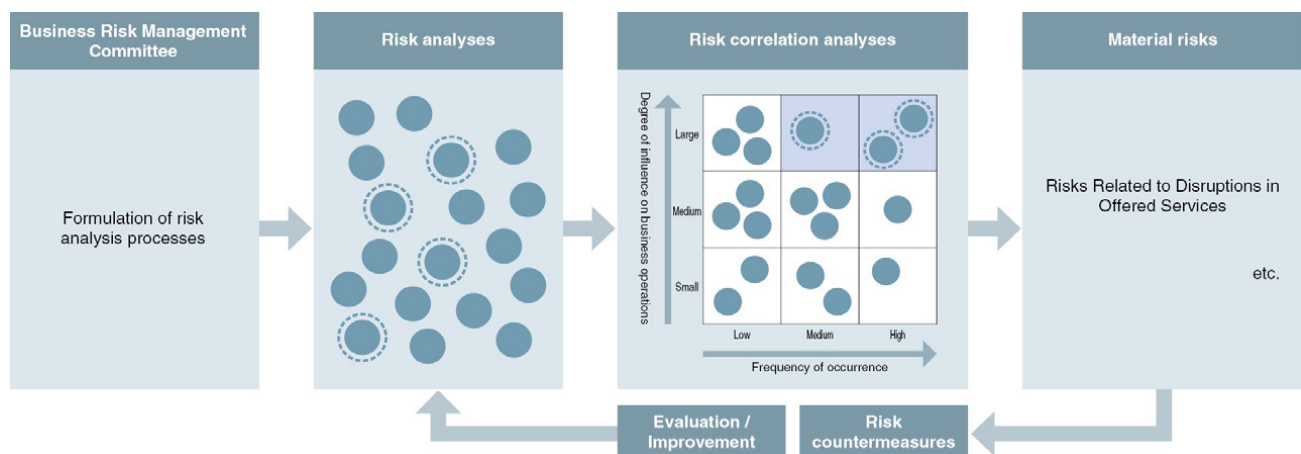 Business Risk Management
Committee
Risk analyses
Risk correlation analyses
Material risks
Formulation of risk
analysis processes
Degree of influence on business operations
Large
Medium
Small
Low
Medium
High
Frequency of occurrence
Risks Related to Disruptions in
Offered Services
etc.
Evaluation /
Improvement
Risk
countermeasures